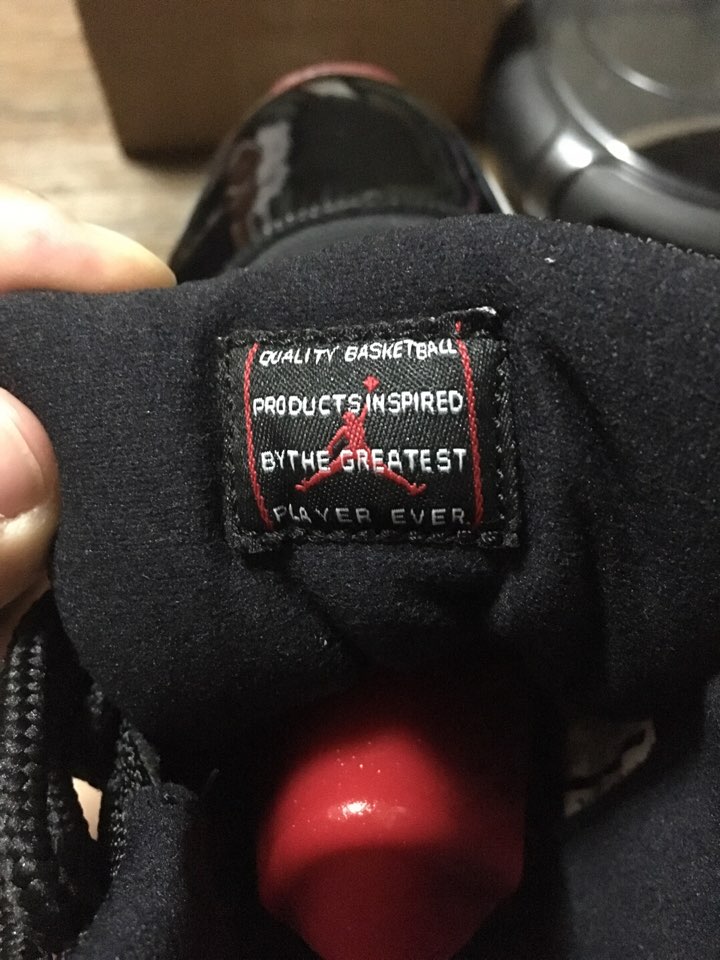 QUALITY BASKETBALL
PRODUCTS INSPIRED
BY THE GREATEST
PLAYER EVER